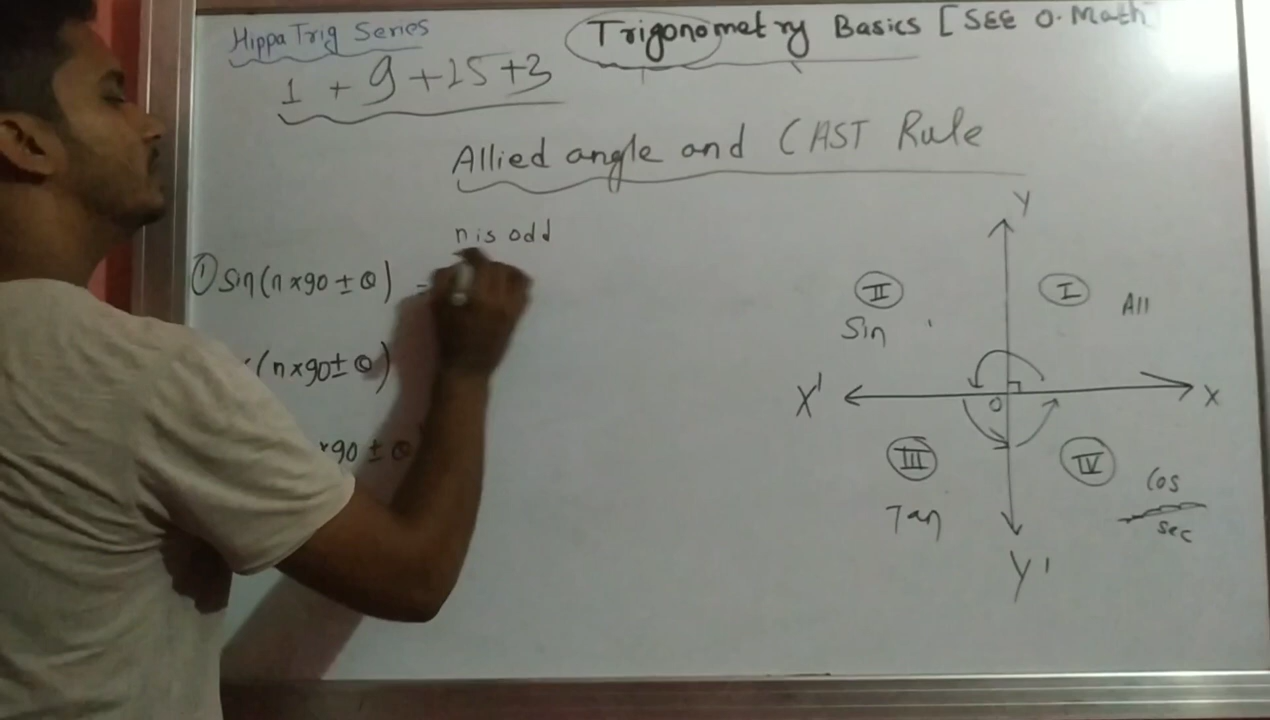 Hippa Trig Series
Trigonometry Basics [SEE O. Math
1 + 9 + 15 + 3
Allied angle and CAST Rule
n is odd
① Sin(n×90 ± θ) =
(n×90 ± θ)
×90 ± θ
Y
II
I
Sin
All
X'
O
X
III
IV
Tan
Cos
sec
Y'